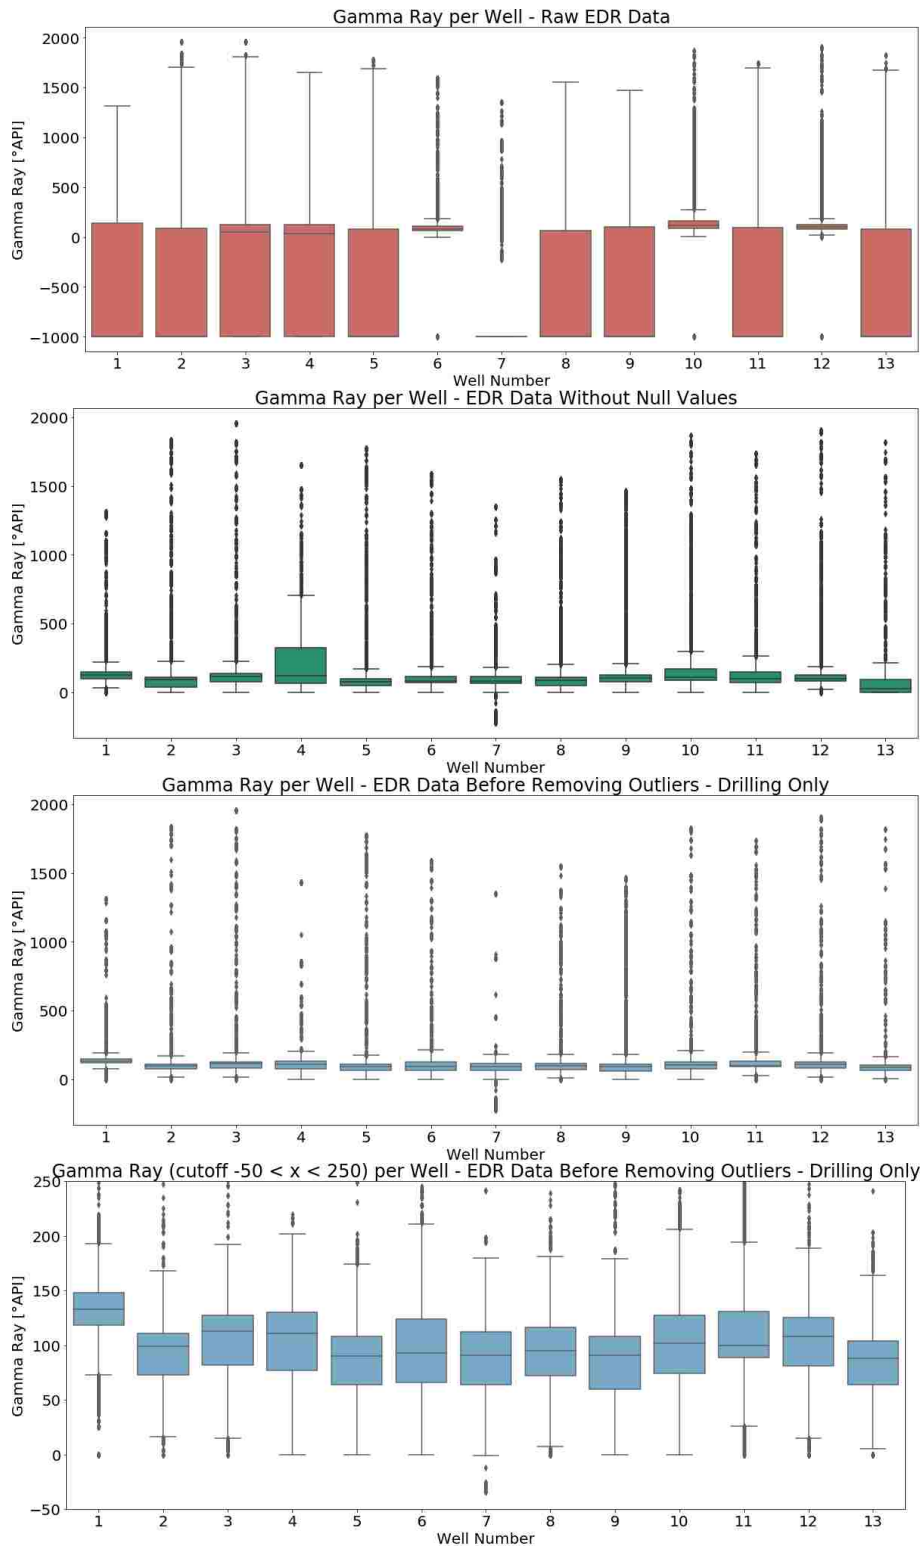 Gamma Ray per Well - Raw EDR Data
2000
1500
1000
500
0
−500
−1000
Gamma Ray [°API]
1 2 3 4 5 6 7 8 9 10 11 12 13
Well Number
Gamma Ray per Well - EDR Data Without Null Values
2000
1500
1000
500
0
Gamma Ray [°API]
1 2 3 4 5 6 7 8 9 10 11 12 13
Well Number
Gamma Ray per Well - EDR Data Before Removing Outliers - Drilling Only
2000
1500
1000
500
0
Gamma Ray [°API]
1 2 3 4 5 6 7 8 9 10 11 12 13
Well Number
Gamma Ray (cutoff -50 < x < 250) per Well - EDR Data Before Removing Outliers - Drilling Only
250
200
150
100
50
0
−50
Gamma Ray [°API]
1 2 3 4 5 6 7 8 9 10 11 12 13
Well Number